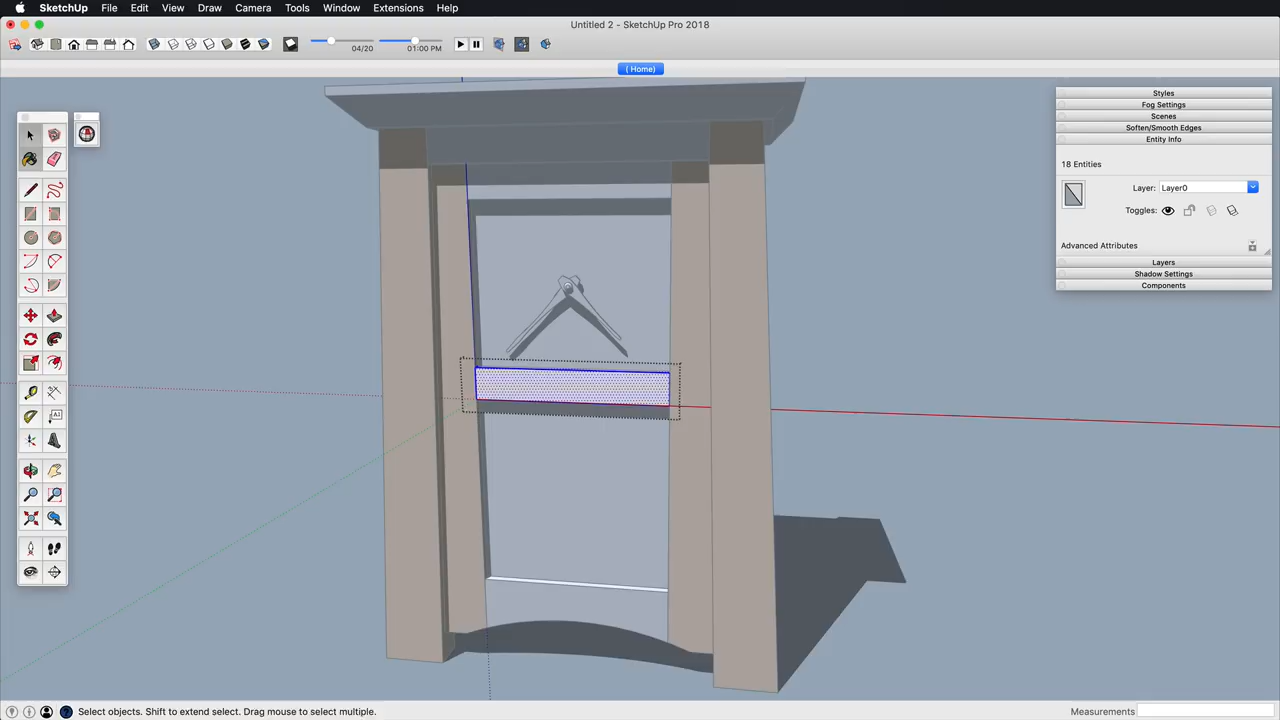 SketchUp File Edit View Draw Camera Tools Window Extensions Help
Untitled 2 - SketchUp Pro 2018
04/20 01:00 PM
( Home)
Styles
Fog Settings
Scenes
Soften/Smooth Edges
Entity Info
18 Entities
Layer: Layer0
Toggles:
Advanced Attributes
Layers
Shadow Settings
Components
AI
Select objects. Shift to extend select. Drag mouse to select multiple.
Measurements